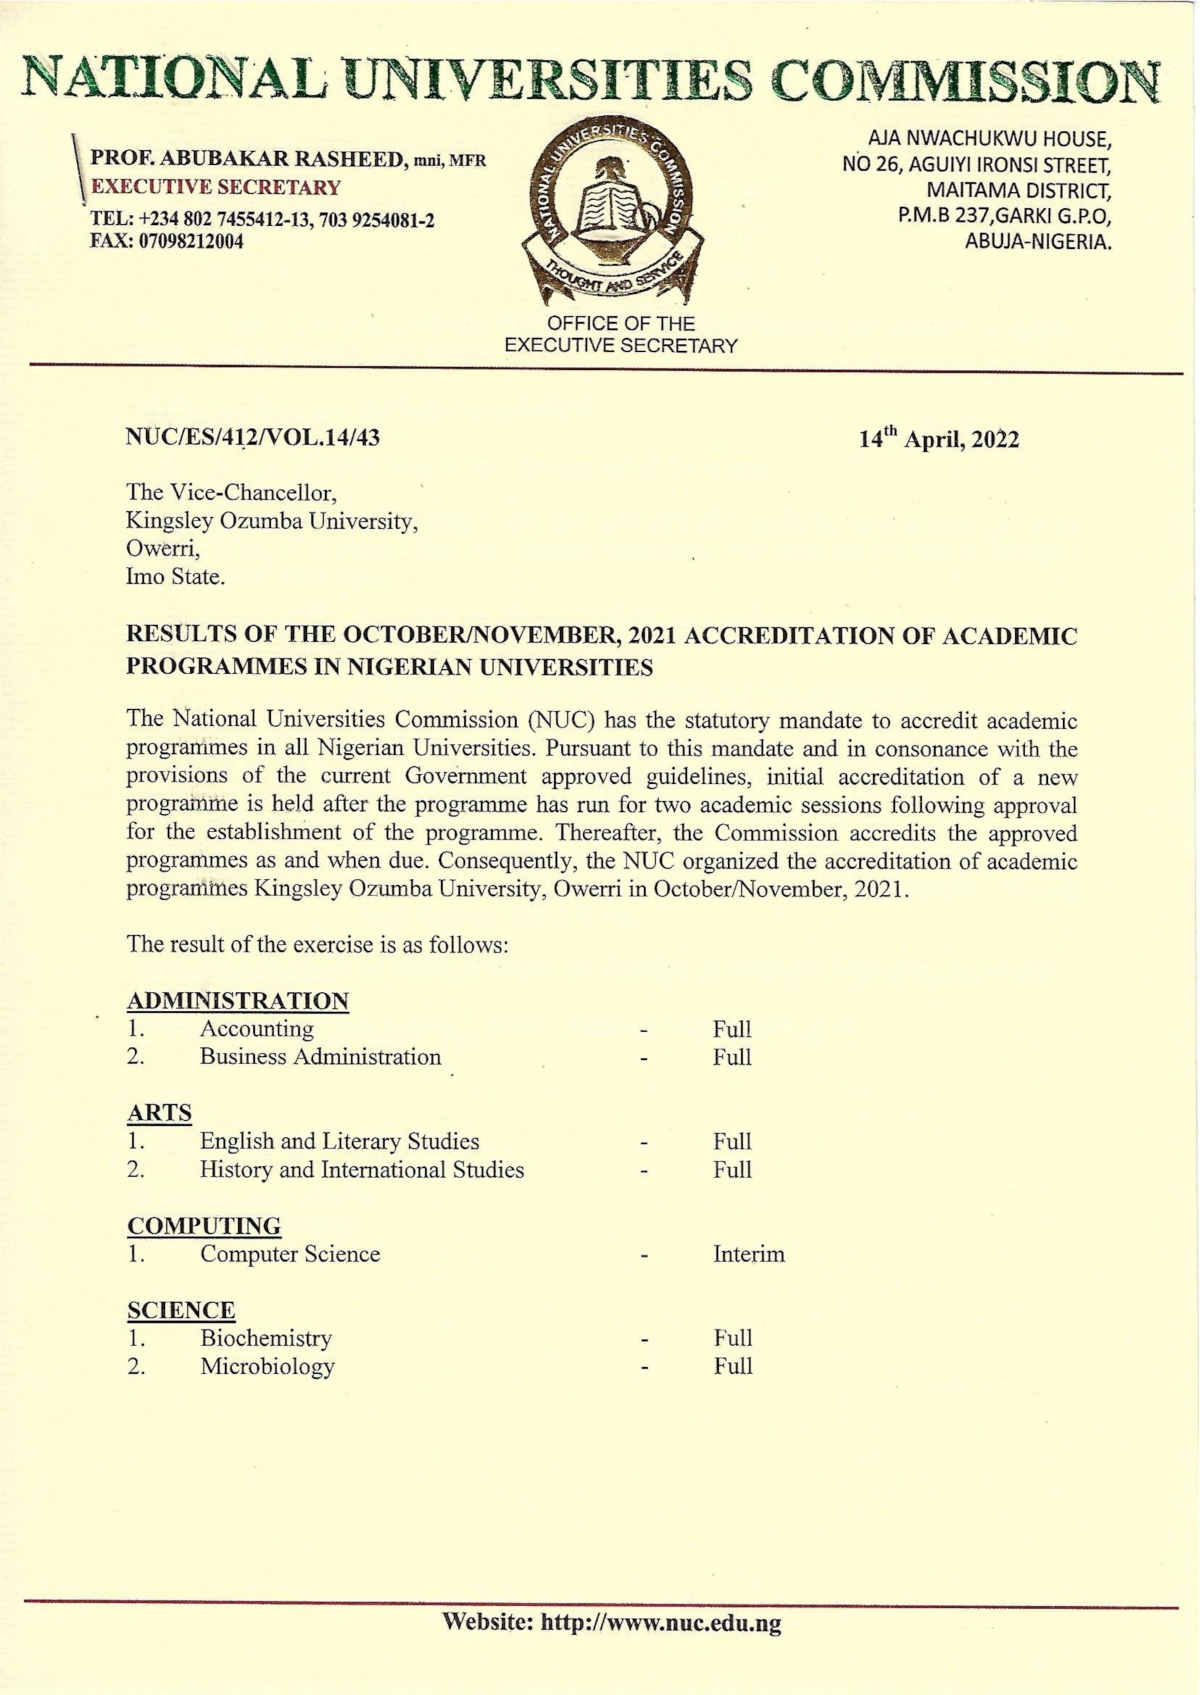 NATIONAL UNIVERSITIES COMMISSION
PROF. ABUBAKAR RASHEED, mni, MFR
EXECUTIVE SECRETARY
TEL: +234 802 7455412-13, 703 9254081-2
FAX: 07098212004
NATIONAL UNIVERSITIES COMMISSION
THOUGHT AND SERVICE
OFFICE OF THE
EXECUTIVE SECRETARY
AJA NWACHUKWU HOUSE,
NO 26, AGUIYI IRONSI STREET,
MAITAMA DISTRICT,
P.M.B 237,GARKI G.P.O,
ABUJA-NIGERIA.
NUC/ES/412/VOL.14/43 14th April, 2022
The Vice-Chancellor,
Kingsley Ozumba University,
Owerri,
Imo State.
RESULTS OF THE OCTOBER/NOVEMBER, 2021 ACCREDITATION OF ACADEMIC
PROGRAMMES IN NIGERIAN UNIVERSITIES
The National Universities Commission (NUC) has the statutory mandate to accredit academic
programmes in all Nigerian Universities. Pursuant to this mandate and in consonance with the
provisions of the current Government approved guidelines, initial accreditation of a new
programme is held after the programme has run for two academic sessions following approval
for the establishment of the programme. Thereafter, the Commission accredits the approved
programmes as and when due. Consequently, the NUC organized the accreditation of academic
programmes Kingsley Ozumba University, Owerri in October/November, 2021.
The result of the exercise is as follows:
ADMINISTRATION
1. Accounting - Full
2. Business Administration - Full
ARTS
1. English and Literary Studies - Full
2. History and International Studies - Full
COMPUTING
1. Computer Science - Interim
SCIENCE
1. Biochemistry - Full
2. Microbiology - Full
Website: http://www.nuc.edu.ng